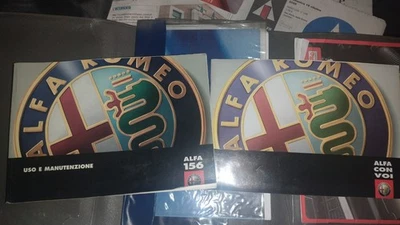 ALFA ROMEO
USO E MANUTENZIONE
ALFA
156
ALFA ROMEO
ALFA
CON
VOI